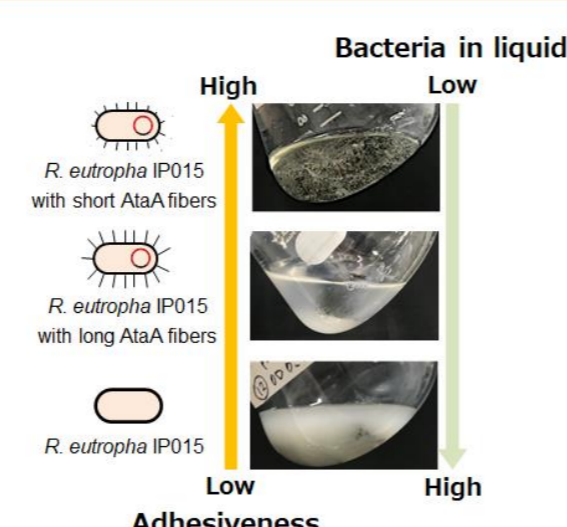 Bacteria in liquid
High
Low
R. eutropha IP015
with short AtaA fibers
R. eutropha IP015
with long AtaA fibers
R. eutropha IP015
Low
High
Adhesiveness